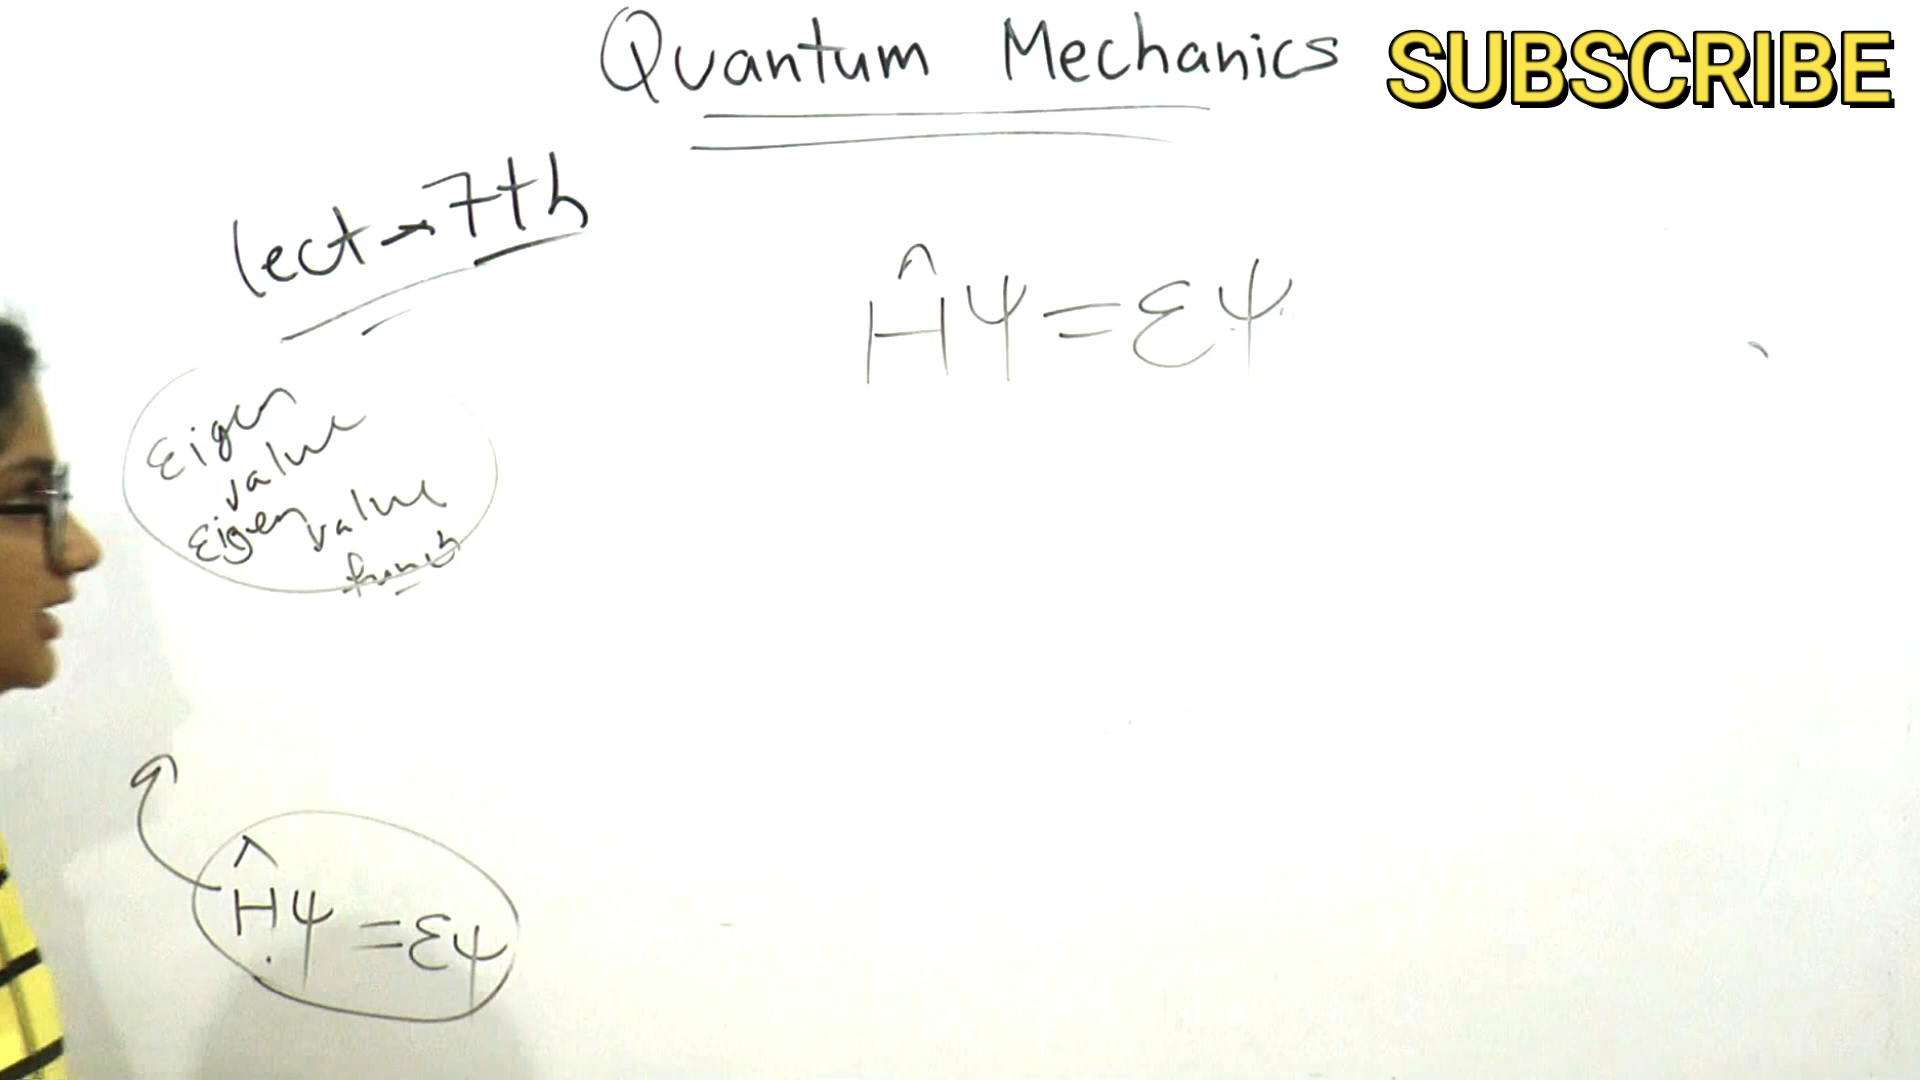 Quantum Mechanics
SUBSCRIBE
lect → 7th
Ĥψ = Eψ
Eigen
value
Eigen value
Ĥψ = Eψ